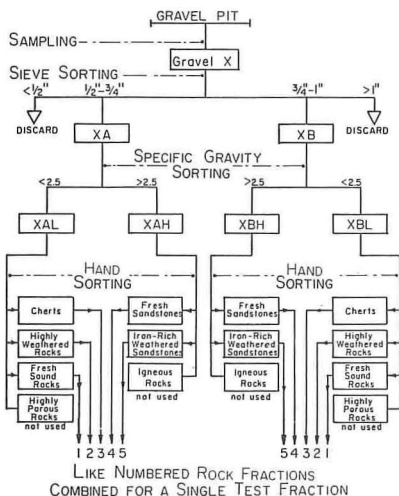 GRAVEL PIT
SAMPLING
Gravel X
SIEVE SORTING
<½" ½"-¾" ¾"-1" >1"
DISCARD XA XB DISCARD
SPECIFIC GRAVITY
SORTING
<2.5 >2.5 >2.5 <2.5
XAL XAH XBH XBL
HAND
SORTING
HAND
SORTING
Cherts
Highly
Weathered
Rocks
Fresh
Sound
Rocks
Highly
Porous
Rocks
not used
Fresh
Sandstones
Iron-Rich
Weathered
Sandstones
Igneous
Rocks
not used
Fresh
Sandstones
Iron-Rich
Weathered
Sandstones
Igneous
Rocks
not used
Cherts
Highly
Weathered
Rocks
Fresh
Sound
Rocks
Highly
Porous
Rocks
not used
1 2 3 4 5 5 4 3 2 1
LIKE NUMBERED ROCK FRACTIONS
COMBINED FOR A SINGLE TEST FRACTION